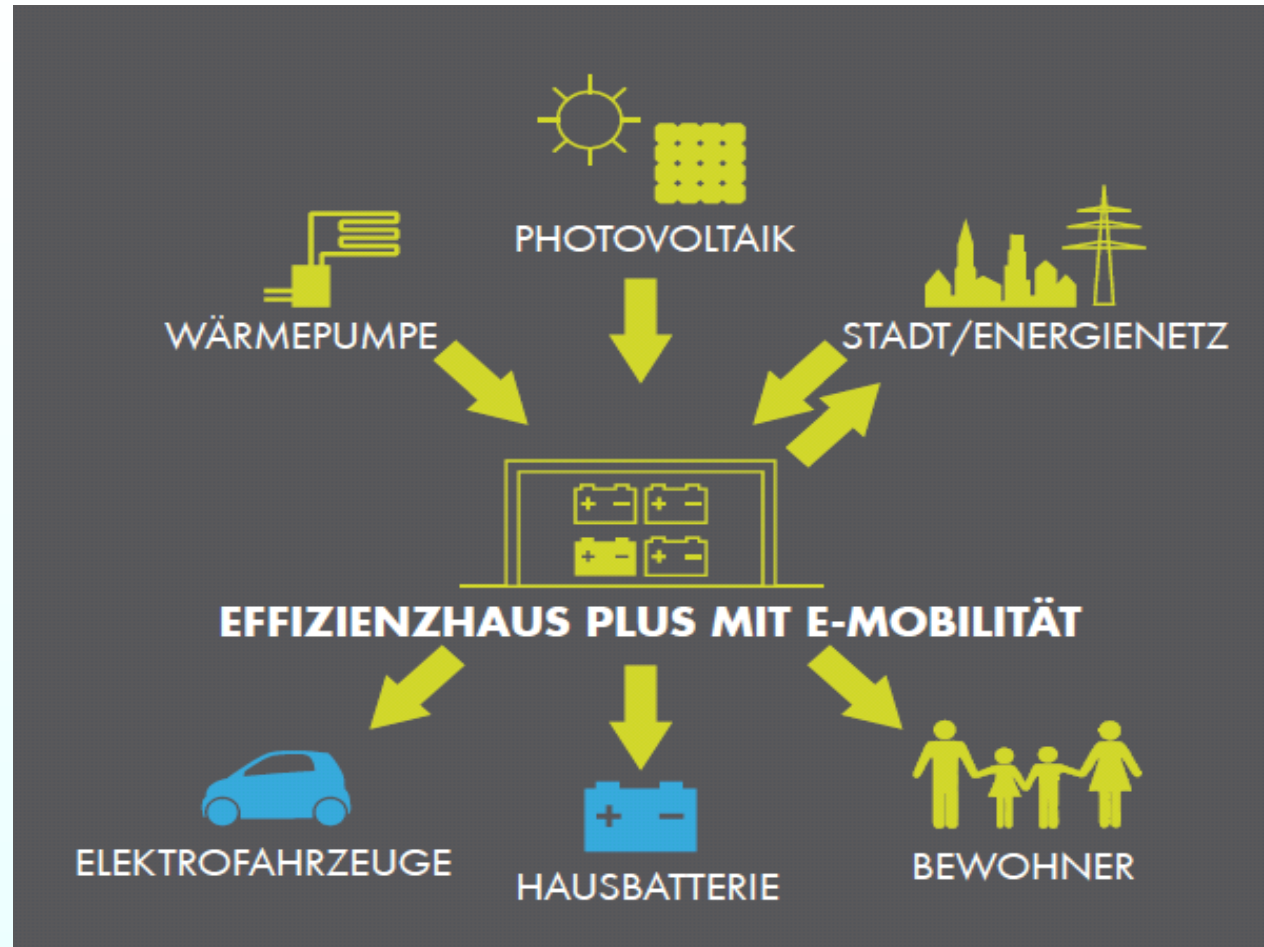 PHOTOVOLTAIK
WÄRMEPUMPE
STADT/ENERGIENETZ
+ − + −
+ − + −
EFFIZIENZHAUS PLUS MIT E-MOBILITÄT
+ −
ELEKTROFAHRZEUGE
HAUSBATTERIE
BEWOHNER